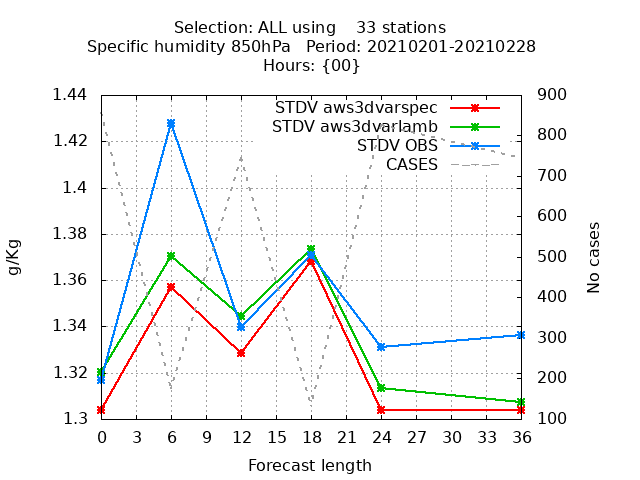 Selection: ALL using    33 stations
Specific humidity 850hPa   Period: 20210201-20210228
Hours: {00}
STDV aws3dvarspec
STDV aws3dvarlamb
STDV OBS
CASES
g/Kg
1.44
1.42
1.4
1.38
1.36
1.34
1.32
1.3
900
800
700
600
500
400
300
200
100
No cases
0 3 6 9 12 15 18 21 24 27 30 33 36
Forecast length